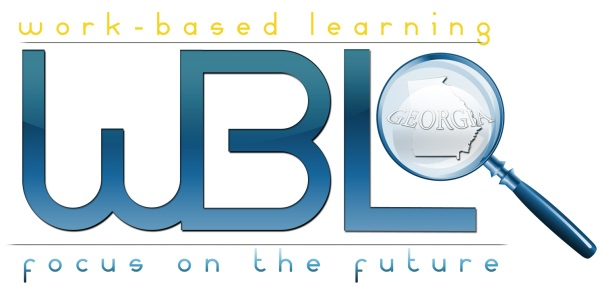 work-based learning
WBL
GEORGIA
focus on the future